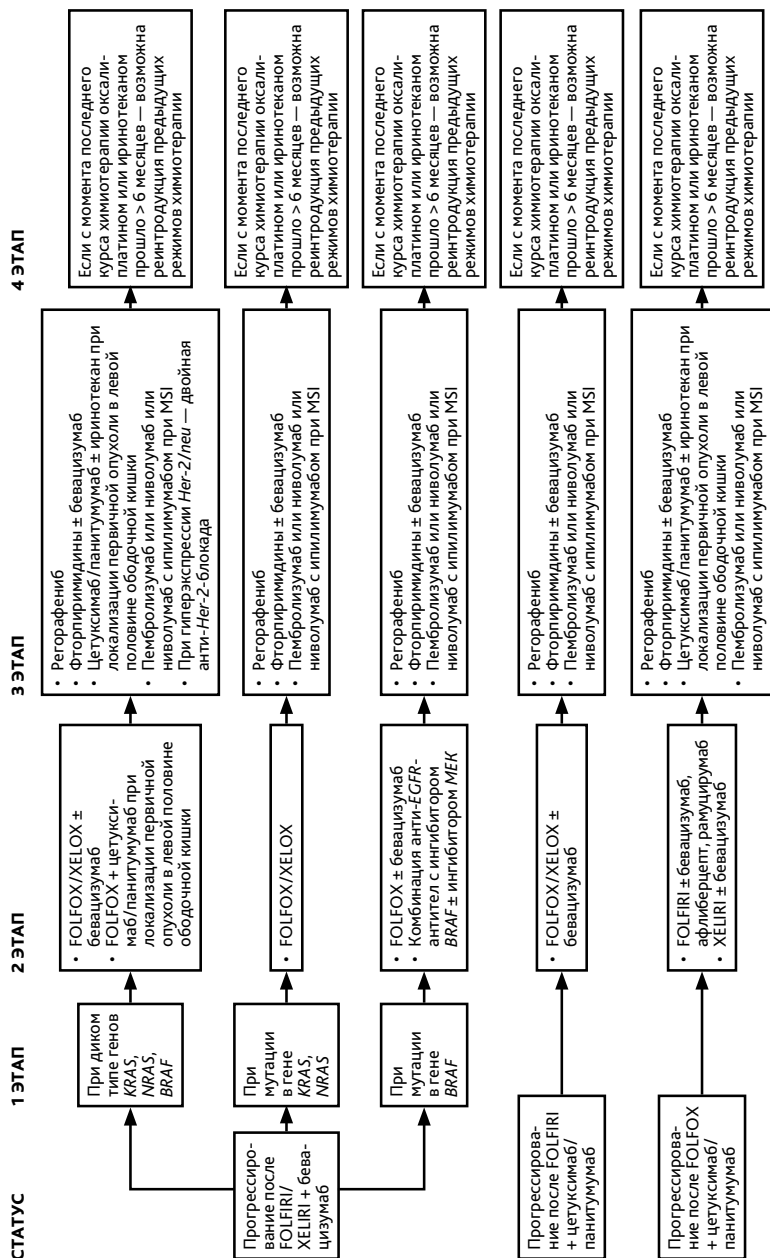 СТАТУС
1 ЭТАП
2 ЭТАП
3 ЭТАП
4 ЭТАП
Прогрессиро-
вание после
FOLFIRI/
XELIRI + бева-
цизумаб
При диком
типе генов
KRAS,
NRAS,
BRAF
• FOLFOX/XELOX ±
бевацизумаб
• FOLFOX + цетукси-
маб/панитумумаб при
локализации первичной
опухоли в левой половине
ободочной кишки
• Регорафениб
• Фторпиримидины ± бевацизумаб
• Цетуксимаб/панитумумаб ± иринотекан при
локализации первичной опухоли в левой
половине ободочной кишки
• Пембролизумаб или ниволумаб или
ниволумаб с ипилимумабом при MSI
• При гиперэкспрессии Her-2/neu — двойная
анти-Her-2-блокада
Если с момента последнего
курса химиотерапии оксали-
платином или иринотеканом
прошло > 6 месяцев — возможна
реинтродукция предыдущих
режимов химиотерапии
При
мутации
в гене
KRAS,
NRAS
• FOLFOX/XELOX
• Регорафениб
• Фторпиримидины ± бевацизумаб
• Пембролизумаб или ниволумаб или
ниволумаб с ипилимумабом при MSI
Если с момента последнего
курса химиотерапии оксали-
платином или иринотеканом
прошло > 6 месяцев — возможна
реинтродукция предыдущих
режимов химиотерапии
При
мутации
в гене
BRAF
• FOLFOX ± бевацизумаб
• Комбинация анти-EGFR-
антител с ингибитором
BRAF ± ингибитором MEK
• Регорафениб
• Фторпиримидины ± бевацизумаб
• Пембролизумаб или ниволумаб или
ниволумаб с ипилимумабом при MSI
Если с момента последнего
курса химиотерапии оксали-
платином или иринотеканом
прошло > 6 месяцев — возможна
реинтродукция предыдущих
режимов химиотерапии
Прогрессирова-
ние после FOLFIRI
+ цетуксимаб/
панитумумаб
• FOLFOX/XELOX ±
бевацизумаб
• Регорафениб
• Фторпиримидины ± бевацизумаб
• Пембролизумаб или ниволумаб или
ниволумаб с ипилимумабом при MSI
Если с момента последнего
курса химиотерапии оксали-
платином или иринотеканом
прошло > 6 месяцев — возможна
реинтродукция предыдущих
режимов химиотерапии
Прогрессирова-
ние после FOLFOX
+ цетуксимаб/
панитумумаб
• FOLFIRI ± бевацизумаб,
афлиберцепт, рамуцирумаб
• XELIRI ± бевацизумаб
• Регорафениб
• Фторпиримидины ± бевацизумаб
• Цетуксимаб/панитумумаб ± иринотекан при
локализации первичной опухоли в левой
половине ободочной кишки
• Пембролизумаб или ниволумаб или
ниволумаб с ипилимумабом при MSI
Если с момента последнего
курса химиотерапии оксали-
платином или иринотеканом
прошло > 6 месяцев — возможна
реинтродукция предыдущих
режимов химиотерапии